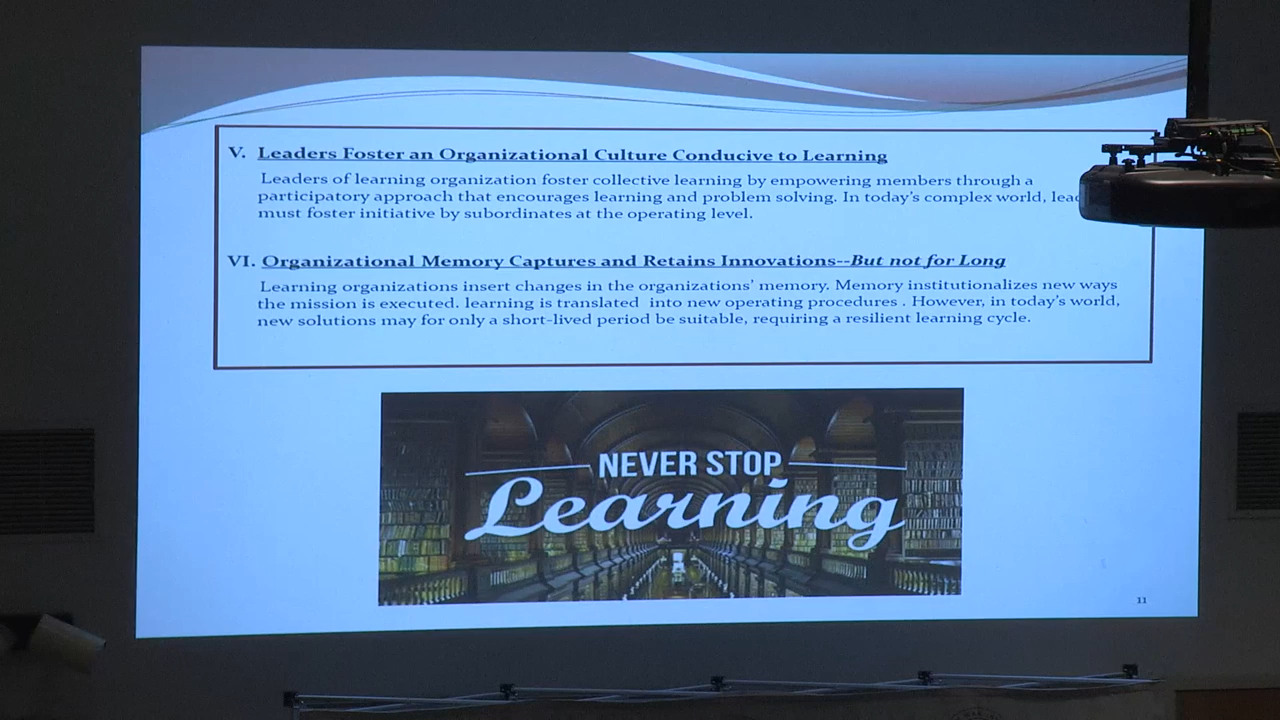 V. Leaders Foster an Organizational Culture Conducive to Learning
Leaders of learning organization foster collective learning by empowering members through a
participatory approach that encourages learning and problem solving. In today's complex world,
must foster initiative by subordinates at the operating level.
VI. Organizational Memory Captures and Retains Innovations--But not for Long
Learning organizations insert changes in the organizations' memory. Memory institutionalizes new ways
the mission is executed. learning is translated into new operating procedures . However, in today's world,
new solutions may for only a short-lived period be suitable, requiring a resilient learning cycle.
NEVER STOP
Learning
11